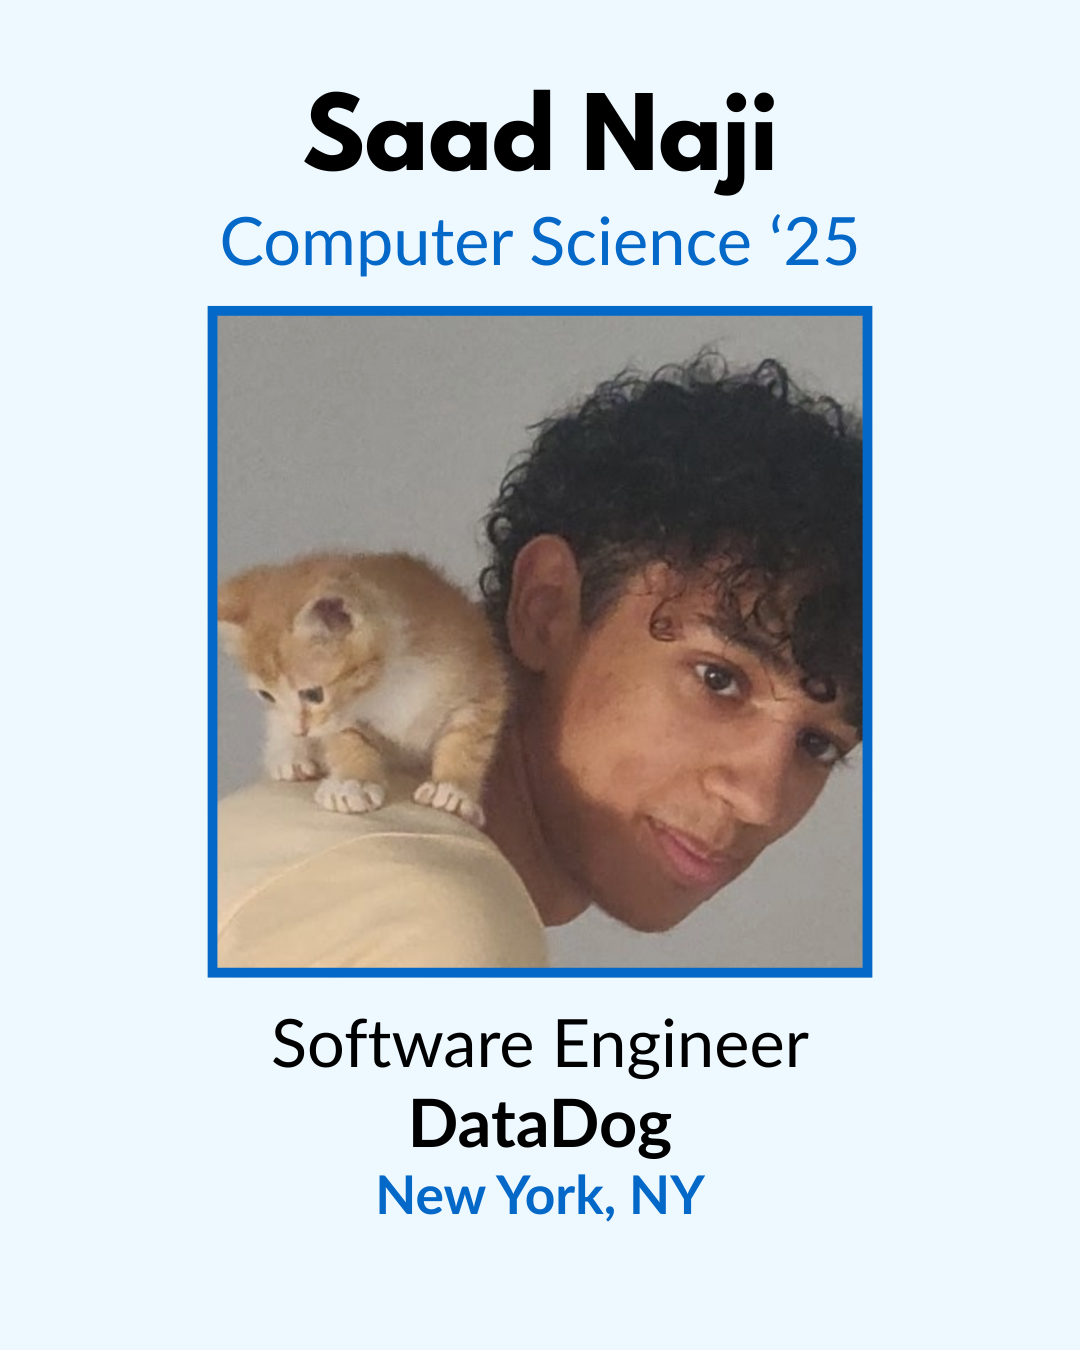 Saad Naji
Computer Science ‘25
Software Engineer
DataDog
New York, NY